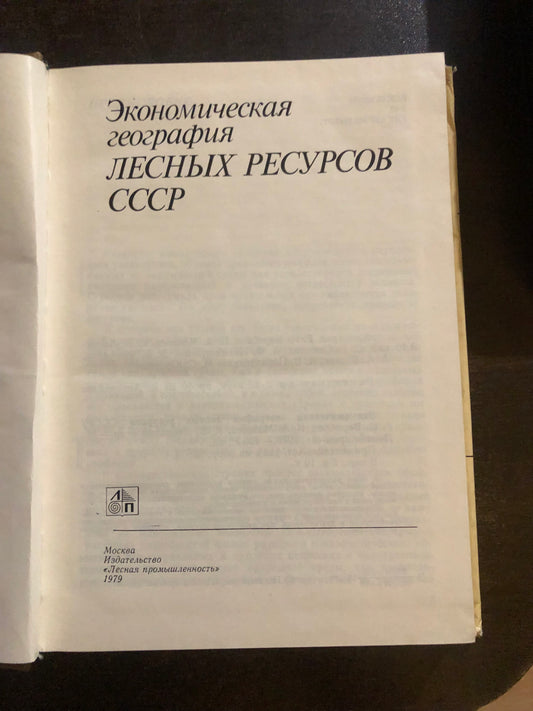 Экономическая
география
ЛЕСНЫХ РЕСУРСОВ
СССР
Л
П
Москва
Издательство
«Лесная промышленность»
1979